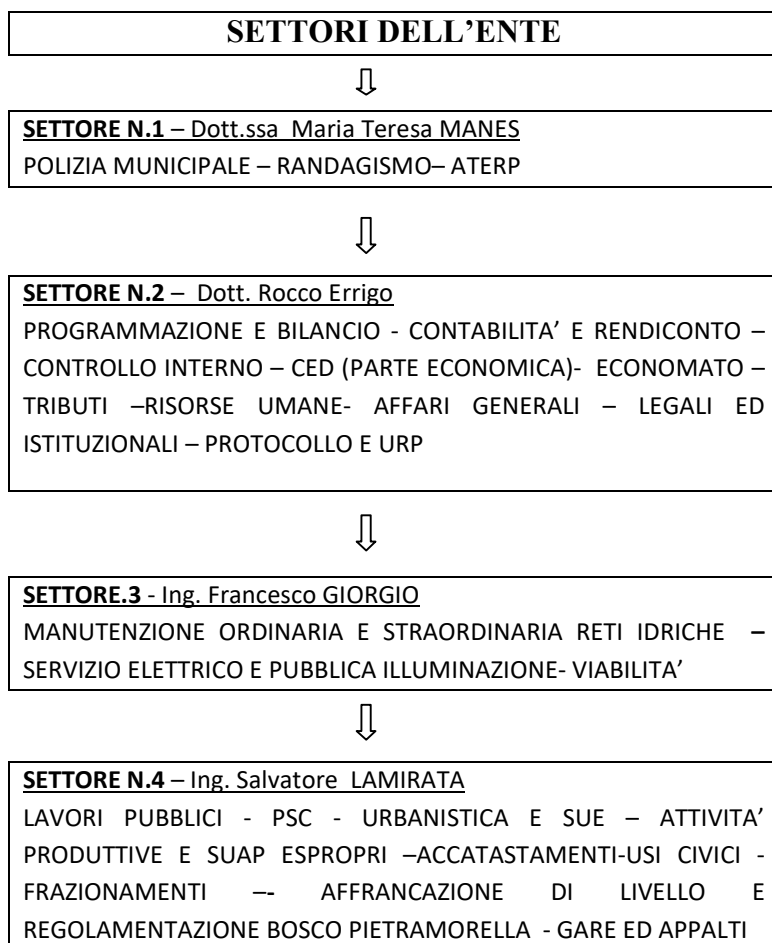 SETTORI DELL’ENTE
SETTORE N.1 – Dott.ssa Maria Teresa MANES
POLIZIA MUNICIPALE – RANDAGISMO– ATERP
SETTORE N.2 – Dott. Rocco Errigo
PROGRAMMAZIONE E BILANCIO - CONTABILITA’ E RENDICONTO –
CONTROLLO INTERNO – CED (PARTE ECONOMICA)- ECONOMATO –
TRIBUTI –RISORSE UMANE- AFFARI GENERALI – LEGALI ED
ISTITUZIONALI – PROTOCOLLO E URP
SETTORE.3 - Ing. Francesco GIORGIO
MANUTENZIONE ORDINARIA E STRAORDINARIA RETI IDRICHE –
SERVIZIO ELETTRICO E PUBBLICA ILLUMINAZIONE- VIABILITA’
SETTORE N.4 – Ing. Salvatore LAMIRATA
LAVORI PUBBLICI - PSC - URBANISTICA E SUE – ATTIVITA’
PRODUTTIVE E SUAP ESPROPRI –ACCATASTAMENTI-USI CIVICI -
FRAZIONAMENTI –- AFFRANCAZIONE DI LIVELLO E
REGOLAMENTAZIONE BOSCO PIETRAMORELLA - GARE ED APPALTI